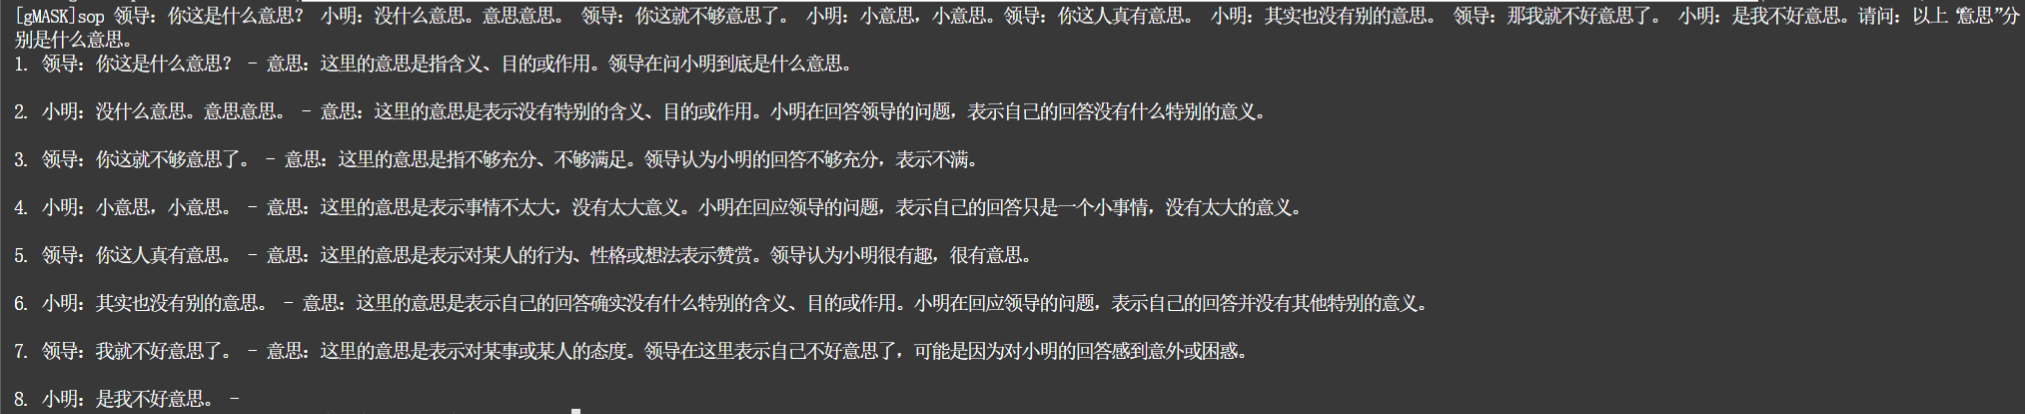 [gMASK]sop 领导：你这是什么意思？ 小明：没什么意思。意思意思。 领导：你这就不够意思了。 小明：小意思，小意思。领导：你这人真有意思。 小明：其实也没有别的意思。 领导：那我就不好意思了。 小明：是我不好意思。请问：以上“意思”分
别是什么意思。
1. 领导：你这是什么意思？ - 意思：这里的意思是指含义、目的或作用。领导在问小明到底是什么意思。
2. 小明：没什么意思。意思意思。 - 意思：这里的意思是表示没有特别的含义、目的或作用。小明在回答领导的问题，表示自己的回答没有什么特别的意义。
3. 领导：你这就不够意思了。 - 意思：这里的意思是指不够充分、不够满足。领导认为小明的回答不够充分，表示不满。
4. 小明：小意思，小意思。 - 意思：这里的意思是表示事情不太大，没有太大意义。小明在回应领导的问题，表示自己的回答只是一个小事情，没有太大的意义。
5. 领导：你这人真有意思。 - 意思：这里的意思是表示对某人的行为、性格或想法表示赞赏。领导认为小明很有趣，很有意思。
6. 小明：其实也没有别的意思。 - 意思：这里的意思是表示自己的回答确实没有什么特别的含义、目的或作用。小明在回应领导的问题，表示自己的回答并没有其他特别的意义。
7. 领导：我就不好意思了。 - 意思：这里的意思是表示对某事或某人的态度。领导在这里表示自己不好意思了，可能是因为对小明的回答感到意外或困惑。
8. 小明：是我不好意思。 -